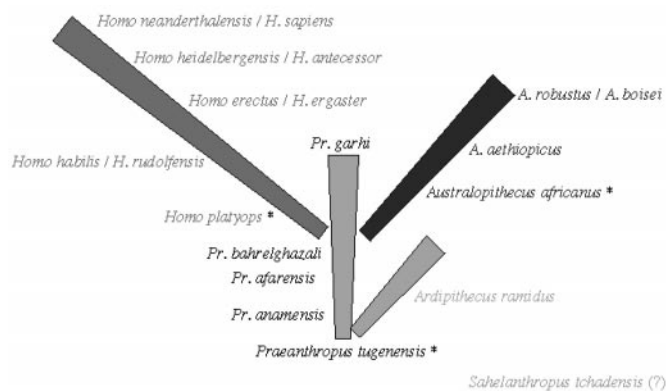 Homo neanderthalensis / H. sapiens
Homo heidelbergensis / H. antecessor
Homo erectus / H. ergaster
A. robustus / A. boisei
Pr. garhi
A. aethiopicus
Homo habilis / H. rudolfensis
Australopithecus africanus *
Homo platyops *
Pr. bahrelghazali
Pr. afarensis
Ardipithecus ramidus
Pr. anamensis
Praeanthropus tugenensis *
Sahelanthropus tchadensis (?)